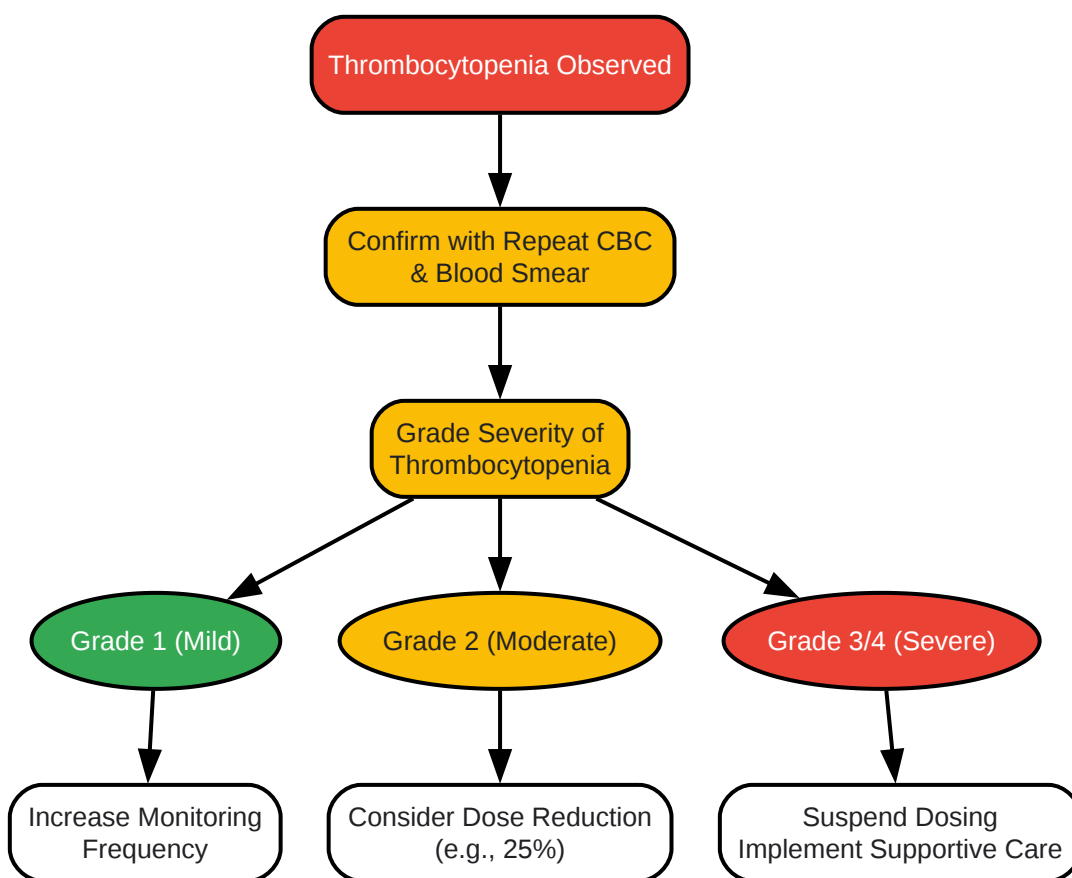 Thrombocytopenia Observed
Confirm with Repeat CBC
& Blood Smear
Grade Severity of
Thrombocytopenia
Grade 1 (Mild)
Grade 2 (Moderate)
Grade 3/4 (Severe)
Increase Monitoring
Frequency
Consider Dose Reduction
(e.g., 25%)
Suspend Dosing
Implement Supportive Care